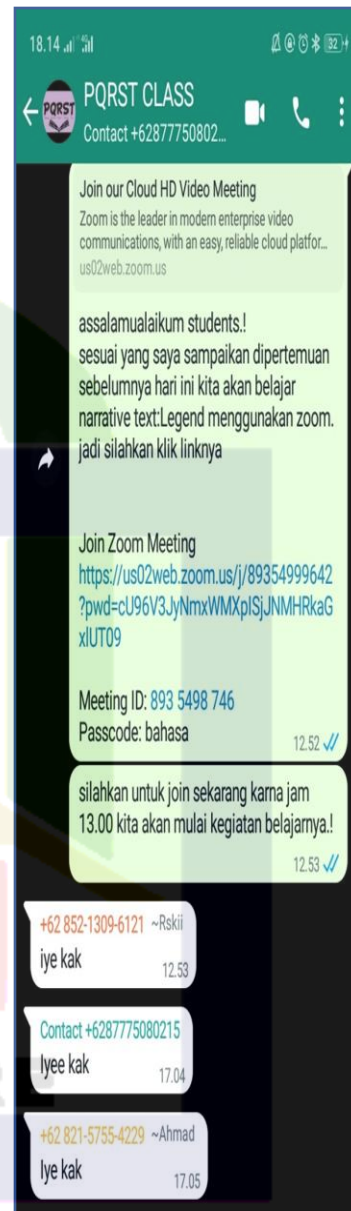 18.14
32
PQRST
PQRST CLASS
Contact +62877750802...
Join our Cloud HD Video Meeting
Zoom is the leader in modern enterprise video
communications, with an easy, reliable cloud platfor...
us02web.zoom.us
assalamualaikum students.!
sesuai yang saya sampaikan dipertemuan
sebelumnya hari ini kita akan belajar
narrative text:Legend menggunakan zoom.
jadi silahkan klik linknya
Join Zoom Meeting
https://us02web.zoom.us/j/89354999642
?pwd=cU96V3JyNmxWMXpISjJNMHRkaG
xlUT09
Meeting ID: 893 5498 746
Passcode: bahasa
12.52
silahkan untuk join sekarang karna jam
13.00 kita akan mulai kegiatan belajarnya.!
12.53
+62 852-1309-6121 ~Rskii
iye kak
12.53
Contact +6287775080215
Iyee kak
17.04
+62 821-5755-4229 ~Ahmad
Iye kak
17.05